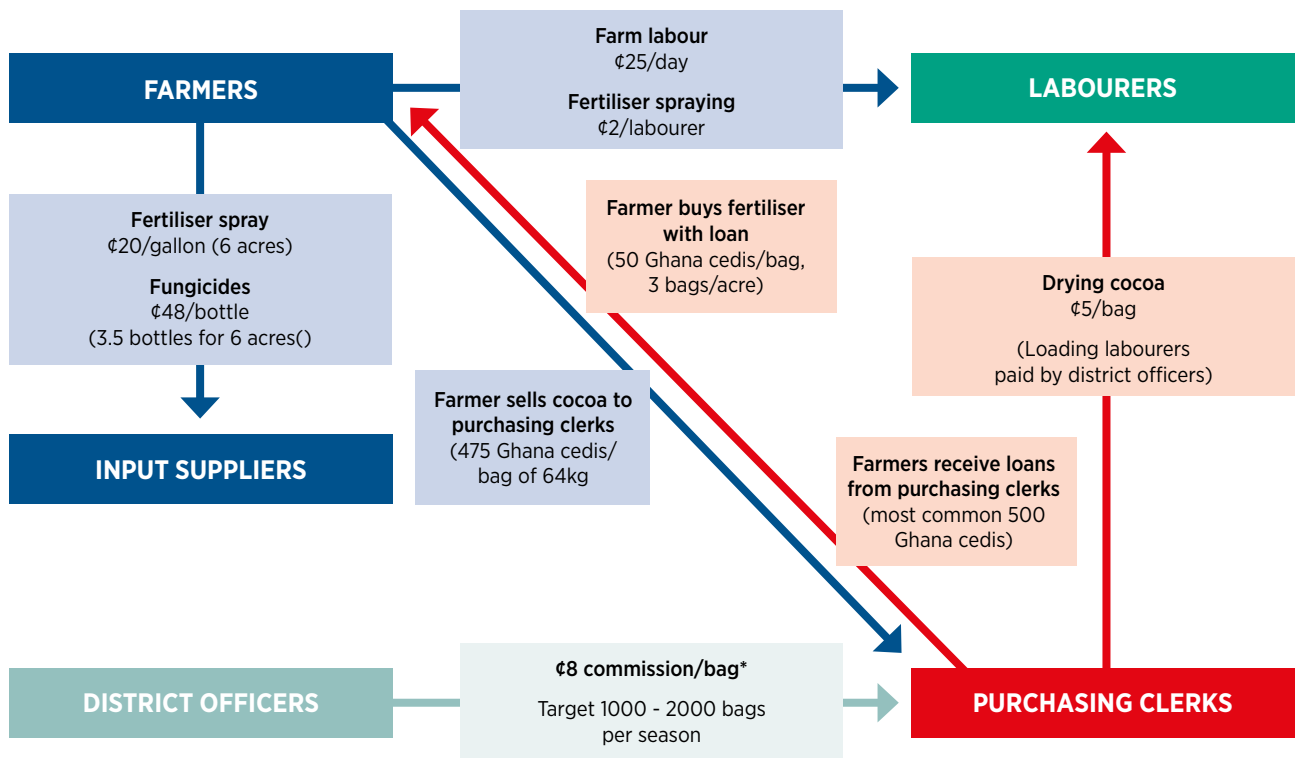 FARMERS
Farm labour
¢25/day
Fertiliser spraying
¢2/labourer
LABOURERS
Fertiliser spray
¢20/gallon (6 acres)
Fungicides
¢48/bottle
(3.5 bottles for 6 acres()
Farmer buys fertiliser
with loan
(50 Ghana cedis/bag,
3 bags/acre)
Drying cocoa
¢5/bag
(Loading labourers
paid by district officers)
Farmer sells cocoa to
purchasing clerks
(475 Ghana cedis/
bag of 64kg
INPUT SUPPLIERS
Farmers receive loans
from purchasing clerks
(most common 500
Ghana cedis)
DISTRICT OFFICERS
¢8 commission/bag*
Target 1000 - 2000 bags
per season
PURCHASING CLERKS